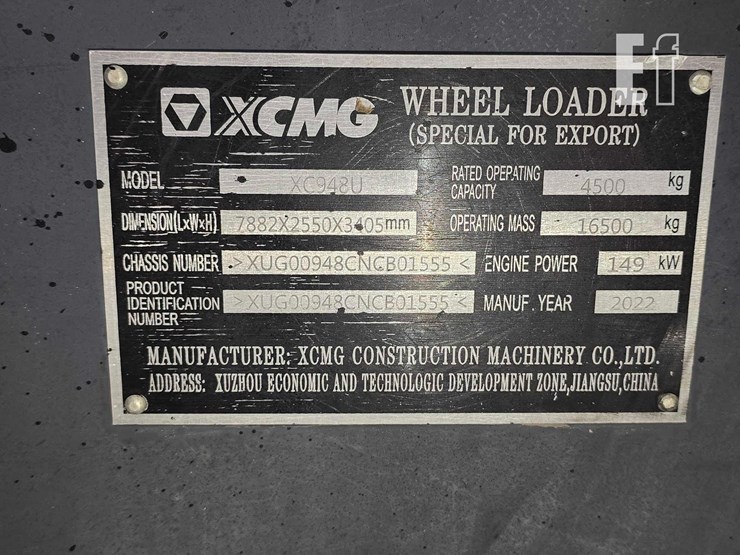 Ef
XCMG WHEEL LOADER
(SPECIAL FOR EXPORT)
MODEL XC948U RATED OPERATING CAPACITY 4500 kg
DIMENSION(L×W×H) 7882X2550X3405mm OPERATING MASS 16500 kg
CHASSIS NUMBER >XUG00948CNCB01555< ENGINE POWER 149 kW
PRODUCT IDENTIFICATION NUMBER >XUG00948CNCB01555< MANUF. YEAR 2022
MANUFACTURER: XCMG CONSTRUCTION MACHINERY CO.,LTD.
ADDRESS: XUZHOU ECONOMIC AND TECHNOLOGIC DEVELOPMENT ZONE,JIANGSU,CHINA